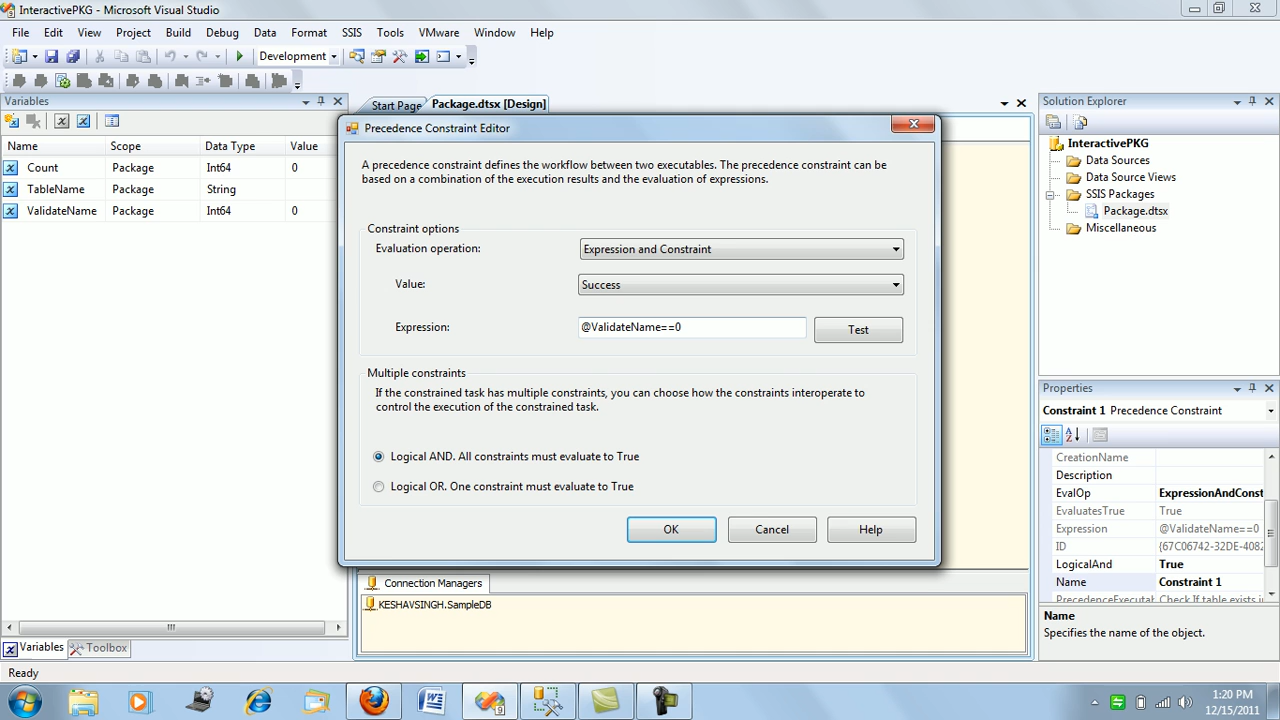 InteractivePKG - Microsoft Visual Studio
File Edit View Project Build Debug Data Format SSIS Tools VMware Window Help
Development
Variables
Name Scope Data Type Value
Count Package Int64 0
TableName Package String
ValidateName Package Int64 0
Start Page Package.dtsx [Design]
Precedence Constraint Editor
A precedence constraint defines the workflow between two executables. The precedence constraint can be
based on a combination of the execution results and the evaluation of expressions.
Constraint options
Evaluation operation: Expression and Constraint
Value: Success
Expression: @ValidateName==0 Test
Multiple constraints
If the constrained task has multiple constraints, you can choose how the constraints interoperate to
control the execution of the constrained task.
Logical AND. All constraints must evaluate to True
Logical OR. One constraint must evaluate to True
OK Cancel Help
Connection Managers
KESHAVSINGH.SampleDB
Solution Explorer
InteractivePKG
Data Sources
Data Source Views
SSIS Packages
Package.dtsx
Miscellaneous
Properties
Constraint 1 Precedence Constraint
CreationName
Description
EvalOp ExpressionAndConst
EvaluatesTrue True
Expression @ValidateName==0
ID {67C06742-32DE-4082
LogicalAnd True
Name Constraint 1
PrecedenceExecutal Check If table exists i
Name
Specifies the name of the object.
Variables Toolbox
Ready
1:20 PM
12/15/2011